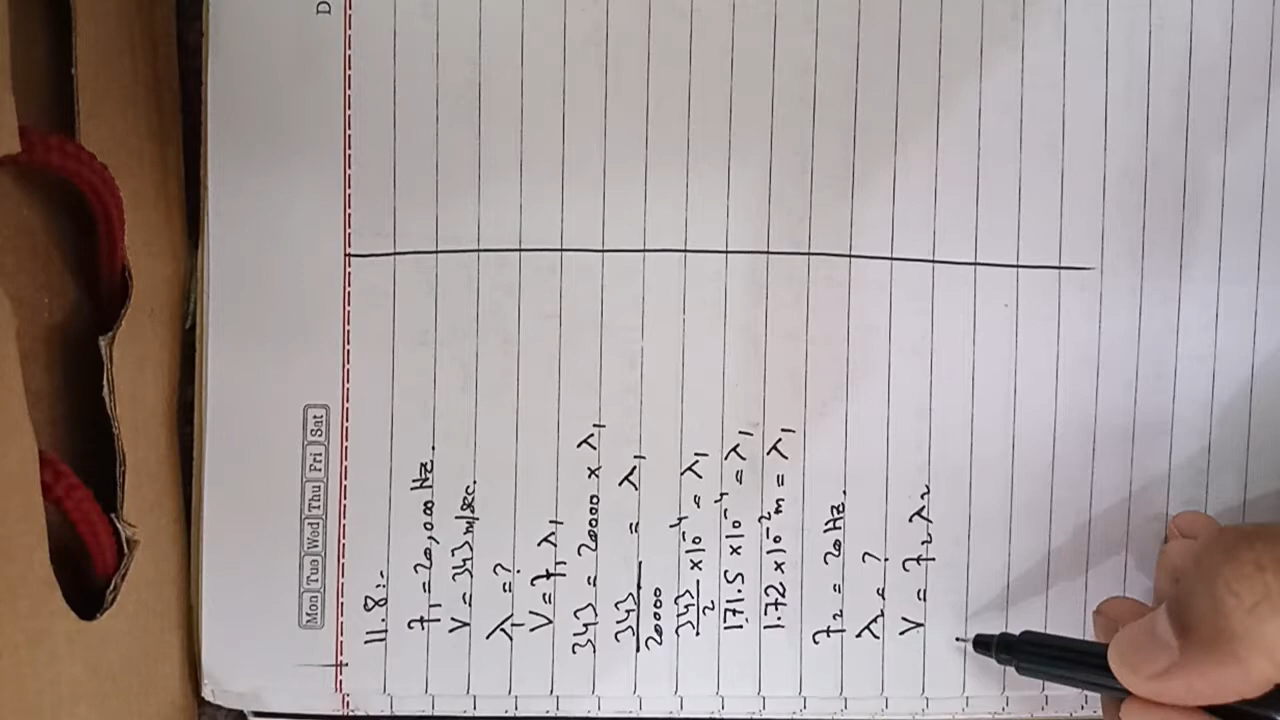 Mon Tue Wed Thu Fri Sat
D
11.8:-
f₁ = 20,000 Hz.
V = 343 m/sec.
λ₁ = ?
V = f₁ λ₁
343 = 20000 × λ₁
343/20000 = λ₁
343/2 × 10⁻⁴ = λ₁
171.5 × 10⁻⁴ = λ₁
1.72 × 10⁻² m = λ₁
f₂ = 20 Hz.
λ₂ = ?
V = f₂ λ₂